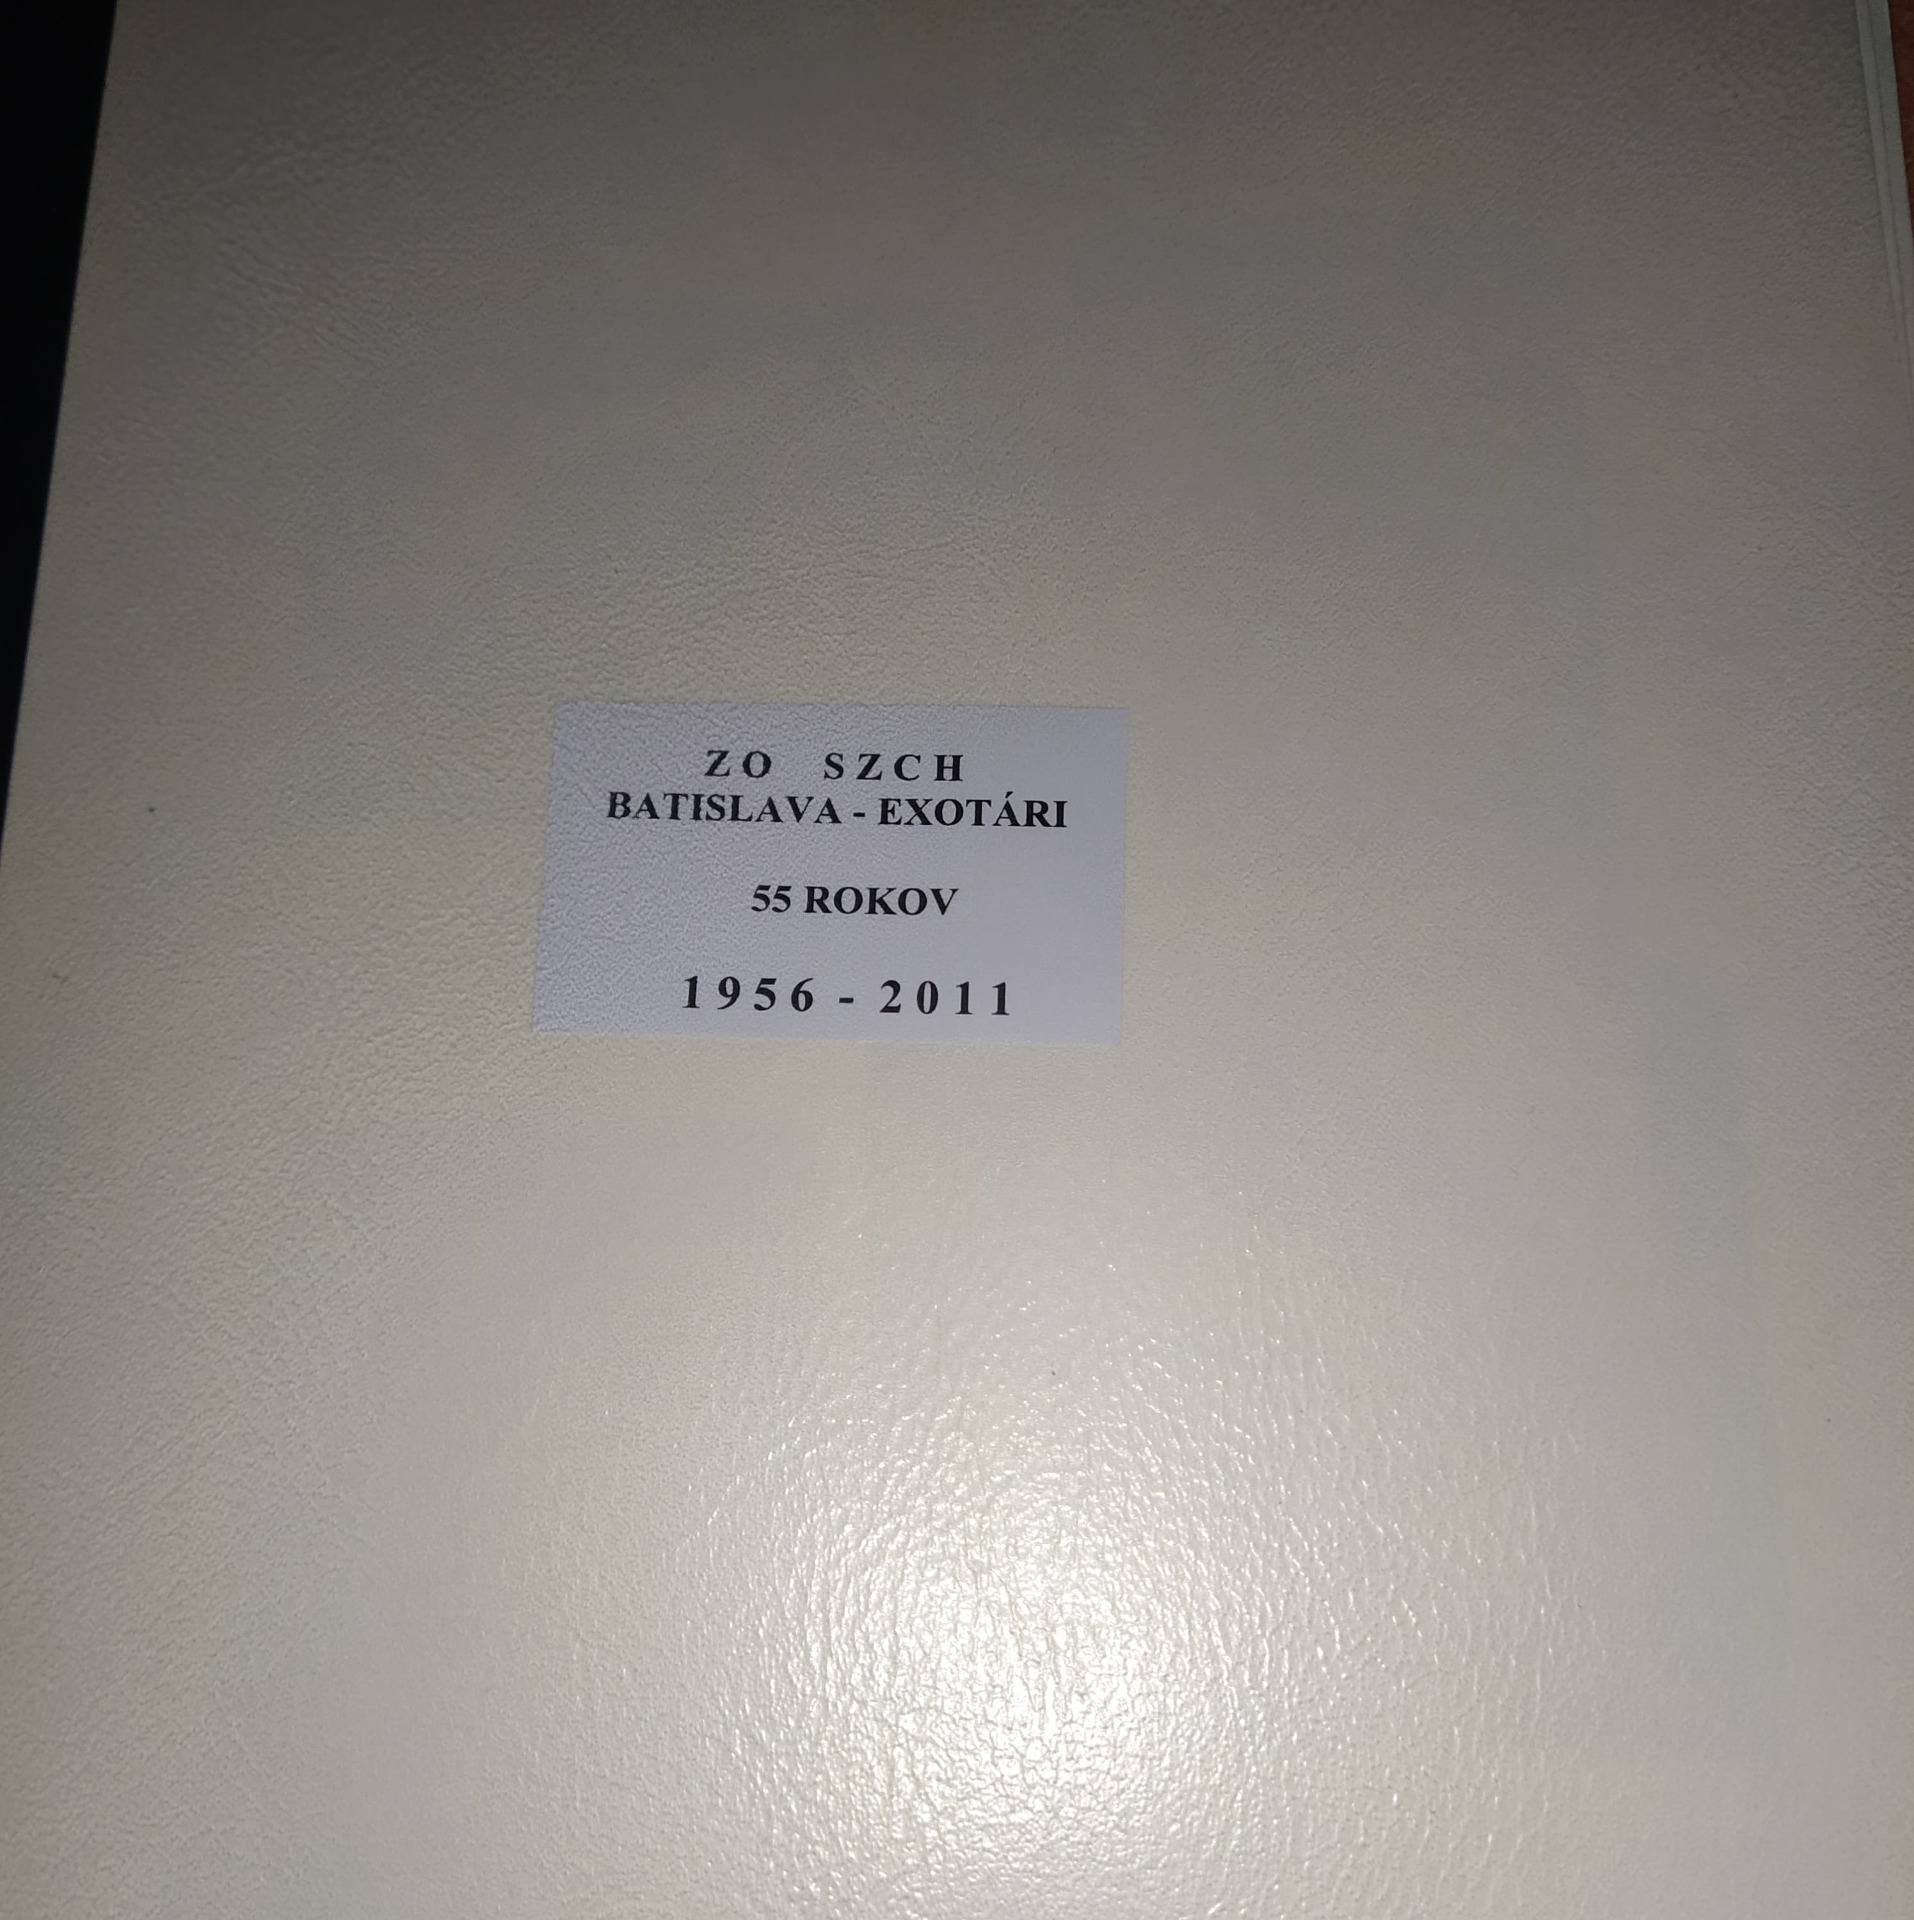 ZO SZCH
BATISLAVA - EXOTÁRI
55 ROKOV
1956 - 2011